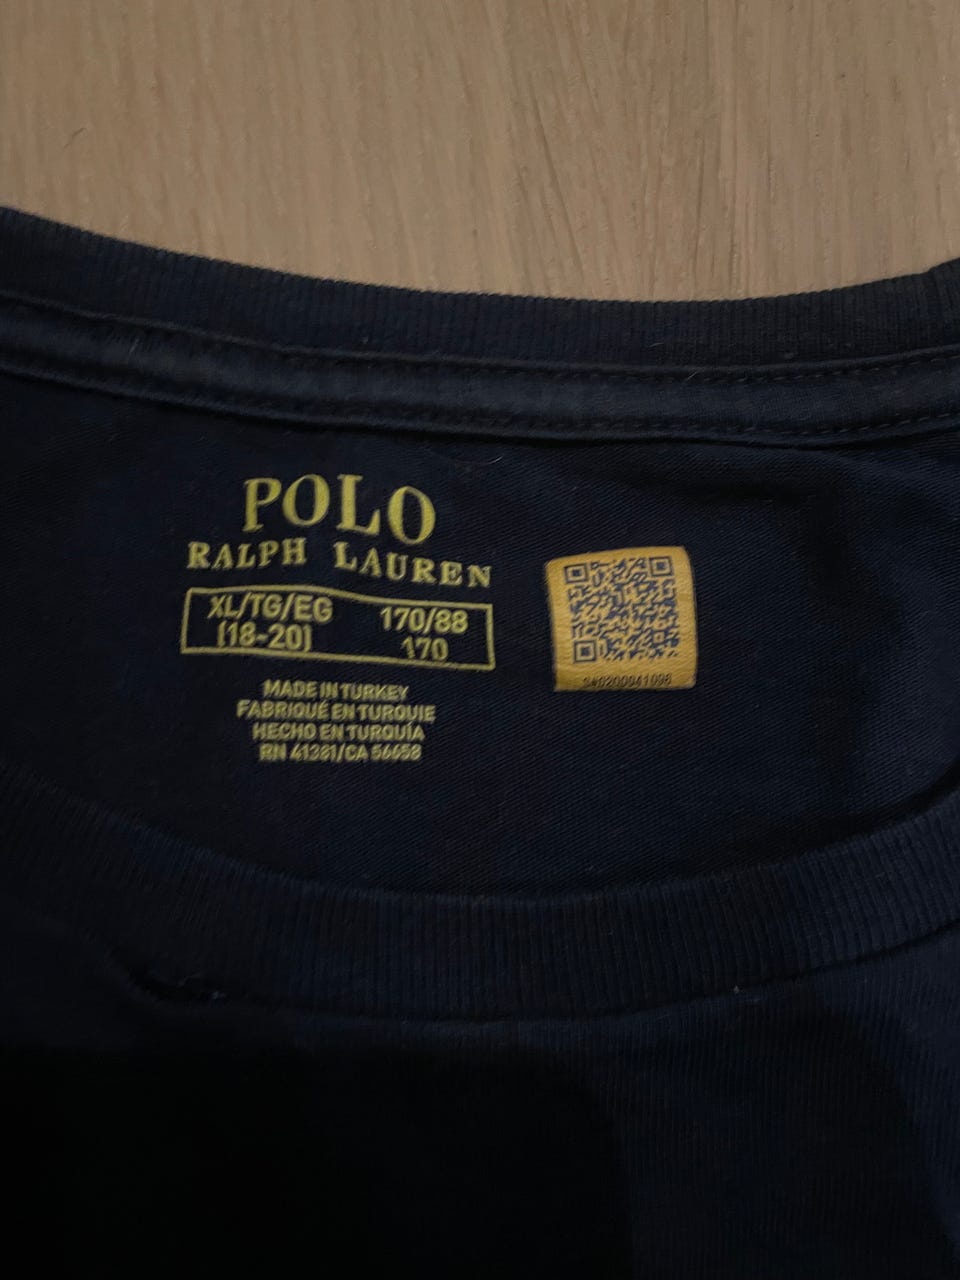 POLO
RALPH LAUREN
XL/TG/EG 170/88
(18-20) 170
MADE IN TURKEY
FABRIQUÉ EN TURQUIE
HECHO EN TURQUÍA
RN 41381/CA 56658